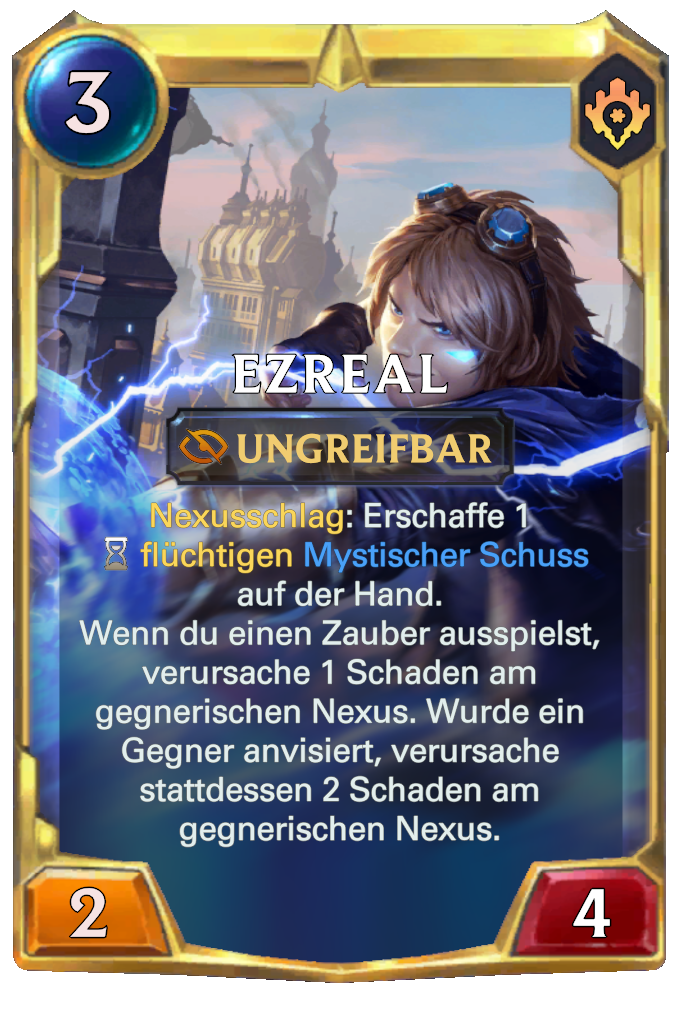 3
EZREAL
UNGREIFBAR
Nexusschlag: Erschaffe 1
flüchtigen Mystischer Schuss
auf der Hand.
Wenn du einen Zauber ausspielst,
verursache 1 Schaden am
gegnerischen Nexus. Wurde ein
Gegner anvisiert, verursache
stattdessen 2 Schaden am
gegnerischen Nexus.
2 4